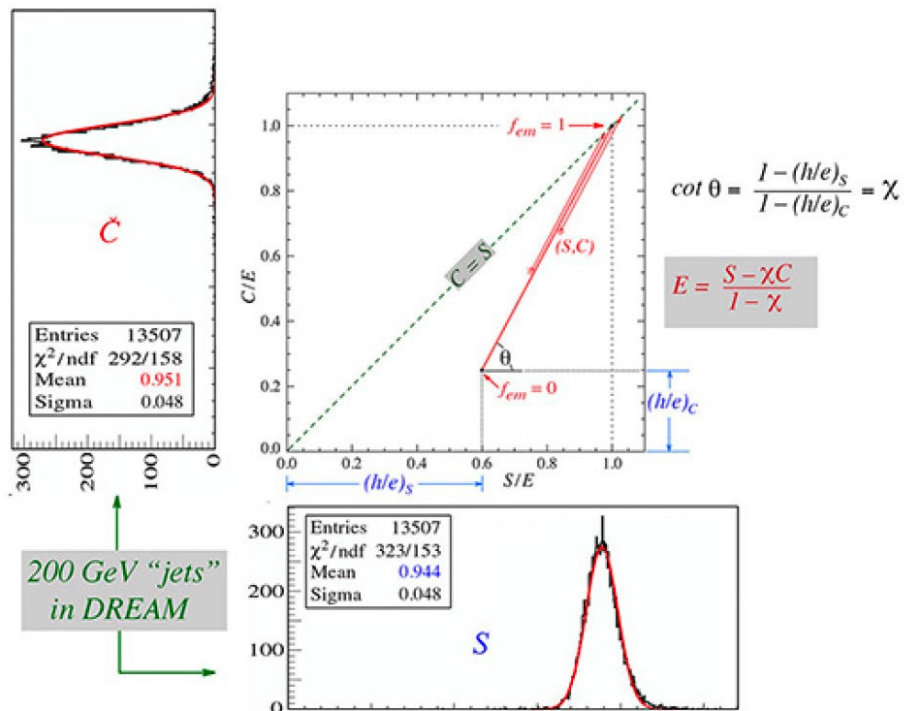 300
200
100
0
Č
Entries 13507
χ²/ndf 292/158
Mean 0.951
Sigma 0.048
C/E
1.0
0.8
0.6
0.4
0.2
0.0
0.0 0.2 0.4 0.6 0.8 1.0
S/E
f_em = 1
C = S
(S,C)
θ
f_em = 0
(h/e)_C
(h/e)_S
cot θ = (1 – (h/e)_S) / (1 – (h/e)_C) = χ
E = (S – χC) / (1 – χ)
200 GeV “jets”
in DREAM
300
200
100
0
Entries 13507
χ²/ndf 323/153
Mean 0.944
Sigma 0.048
S